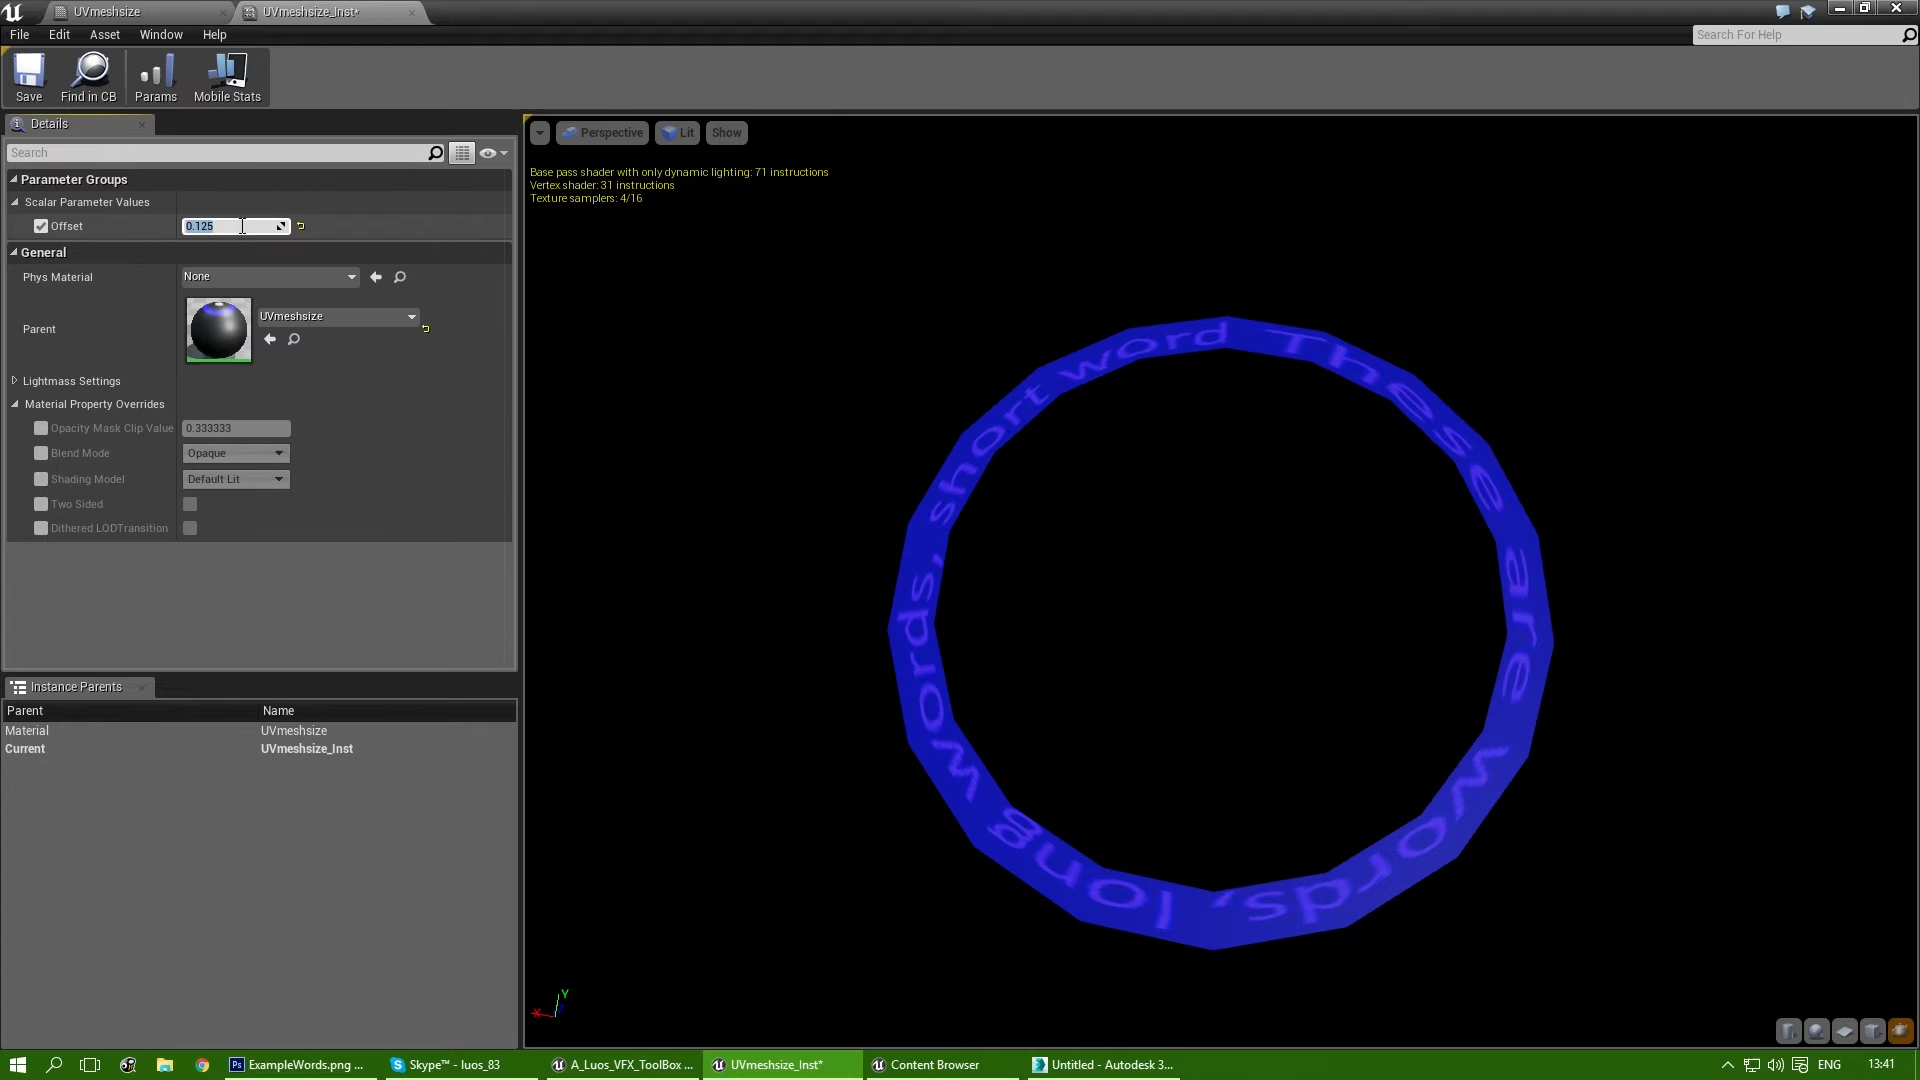 UVmeshsize
UVmeshsize_Inst*
File Edit Asset Window Help
Search For Help
Save
Find in CB
Params
Mobile Stats
Details
Search
Parameter Groups
Scalar Parameter Values
Offset 0.125
General
Phys Material None
Parent UVmeshsize
Lightmass Settings
Material Property Overrides
Opacity Mask Clip Value 0.333333
Blend Mode Opaque
Shading Model Default Lit
Two Sided
Dithered LODTransition
Instance Parents
Parent Name
Material UVmeshsize
Current UVmeshsize_Inst
Perspective Lit Show
Base pass shader with only dynamic lighting: 71 instructions
Vertex shader: 31 instructions
Texture samplers: 4/16
These are words, long words, short word
Y
X
ExampleWords.png ...
Skype™ - luos_83
A_Luos_VFX_ToolBox ...
UVmeshsize_Inst*
Content Browser
Untitled - Autodesk 3...
ENG
13:41